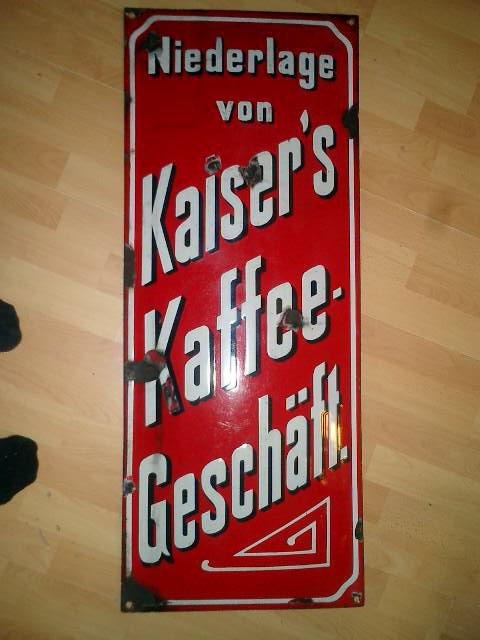 Niederlage
von
Kaiser's
Kaffee-
Geschäft.